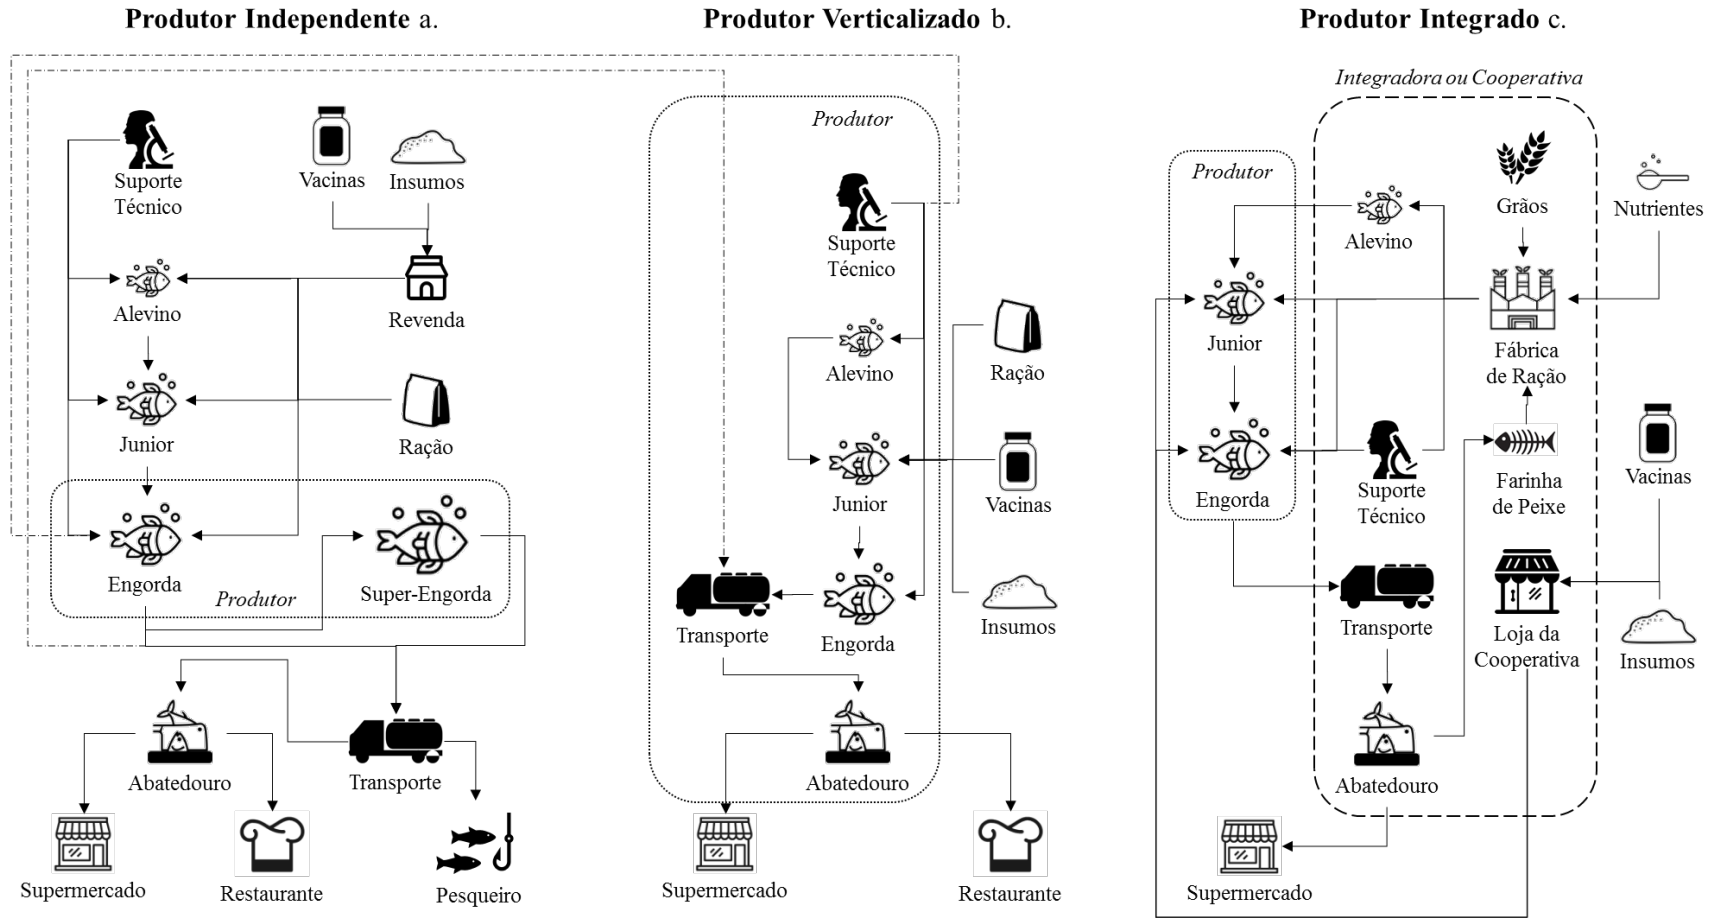 Produtor Independente a.
Suporte
Técnico
Vacinas
Insumos
Alevino
Revenda
Junior
Ração
Engorda
Produtor
Super-Engorda
Abatedouro
Transporte
Supermercado
Restaurante
Pesqueiro
Produtor Verticalizado b.
Produtor
Suporte
Técnico
Alevino
Ração
Junior
Vacinas
Transporte
Engorda
Insumos
Abatedouro
Supermercado
Restaurante
Produtor Integrado c.
Integradora ou Cooperativa
Produtor
Alevino
Grãos
Nutrientes
Junior
Fábrica
de Ração
Engorda
Suporte
Técnico
Farinha
de Peixe
Vacinas
Transporte
Loja da
Cooperativa
Insumos
Abatedouro
Supermercado